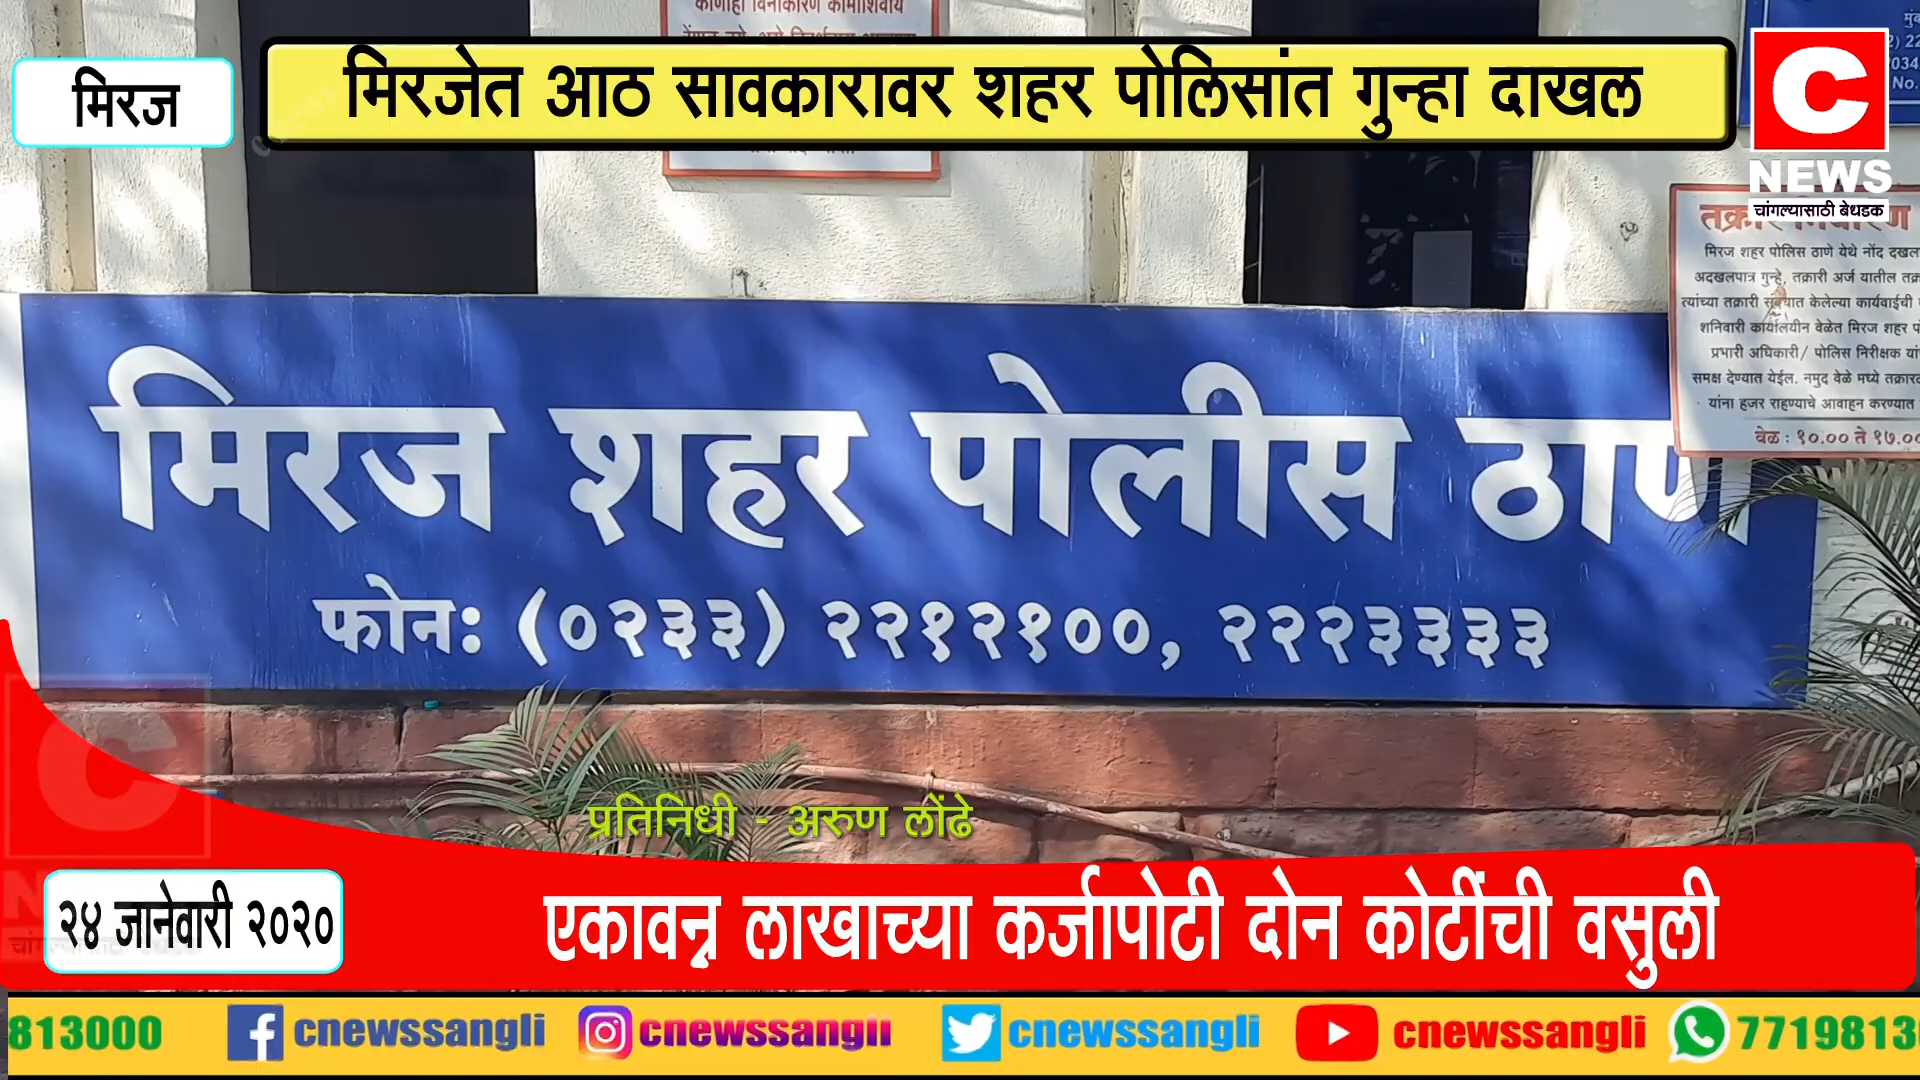 कोणीही विनाकारण कामाशिवाय
मिरज
मिरजेत आठ सावकारावर शहर पोलिसांत गुन्हा दाखल
C
NEWS
चांगल्यासाठी बेधडक
मिरज शहर पोलिस ठाणे येथे नोंद दखल
अदखलपात्र गुन्हे, तक्रारी अर्ज यातील
त्यांच्या तक्रारी केलेल्या कार्यवाईची
शनिवारी कार्यालयीन वेळेत मिरज शहर
प्रभारी अधिकारी/ पोलिस निरीक्षक
समक्ष देण्यात येईल. नमुद वेळे मध्ये
यांना हजर राहण्याचे आवाहन करण्यात
वेळ : १०.०० ते १७.००
मिरज शहर पोलीस
फोन: (०२३३) २२१२१००, २२२३३३३
प्रतिनिधी - अरुण लोंढे
२४ जानेवारी २०२०
एकावन्न लाखाच्या कर्जापोटी दोन कोटींची वसुली
813000 cnewssangli cnewssangli cnewssangli cnewssangli 7719813